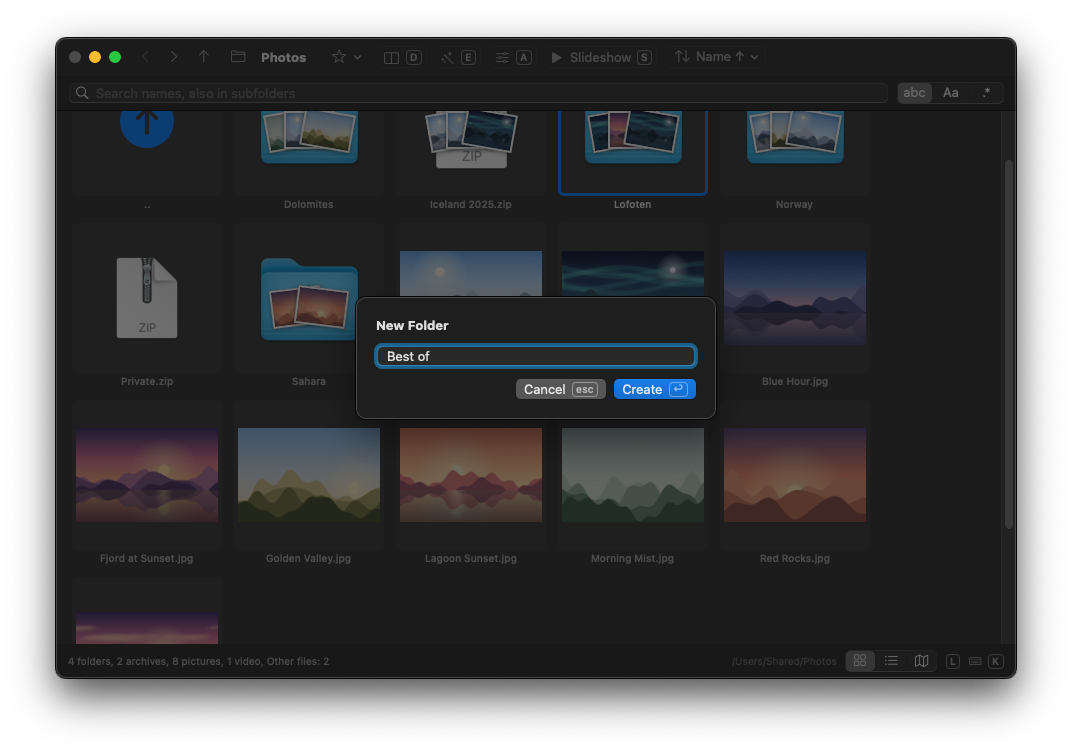 Photos D E A Slideshow S Name
Search names, also in subfolders abc Aa .*
ZIP
.. Dolomites Iceland 2025.zip Lofoten Norway
ZIP
Private.zip Sahara Blue Hour.jpg
New Folder
Best of
Cancel esc Create
Fjord at Sunset.jpg Golden Valley.jpg Lagoon Sunset.jpg Morning Mist.jpg Red Rocks.jpg
4 folders, 2 archives, 8 pictures, 1 video, Other files: 2 /Users/Shared/Photos L K